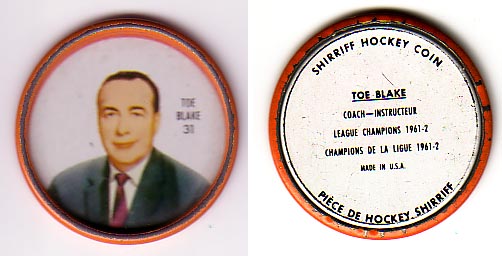 TOE
BLAKE
31
SHIRRIFF HOCKEY COIN
TOE BLAKE
COACH—INSTRUCTEUR
LEAGUE CHAMPIONS 1961-2
CHAMPIONS DE LA LIGUE 1961-2
MADE IN U.S.A.
PIÈCE DE HOCKEY SHIRRIFF